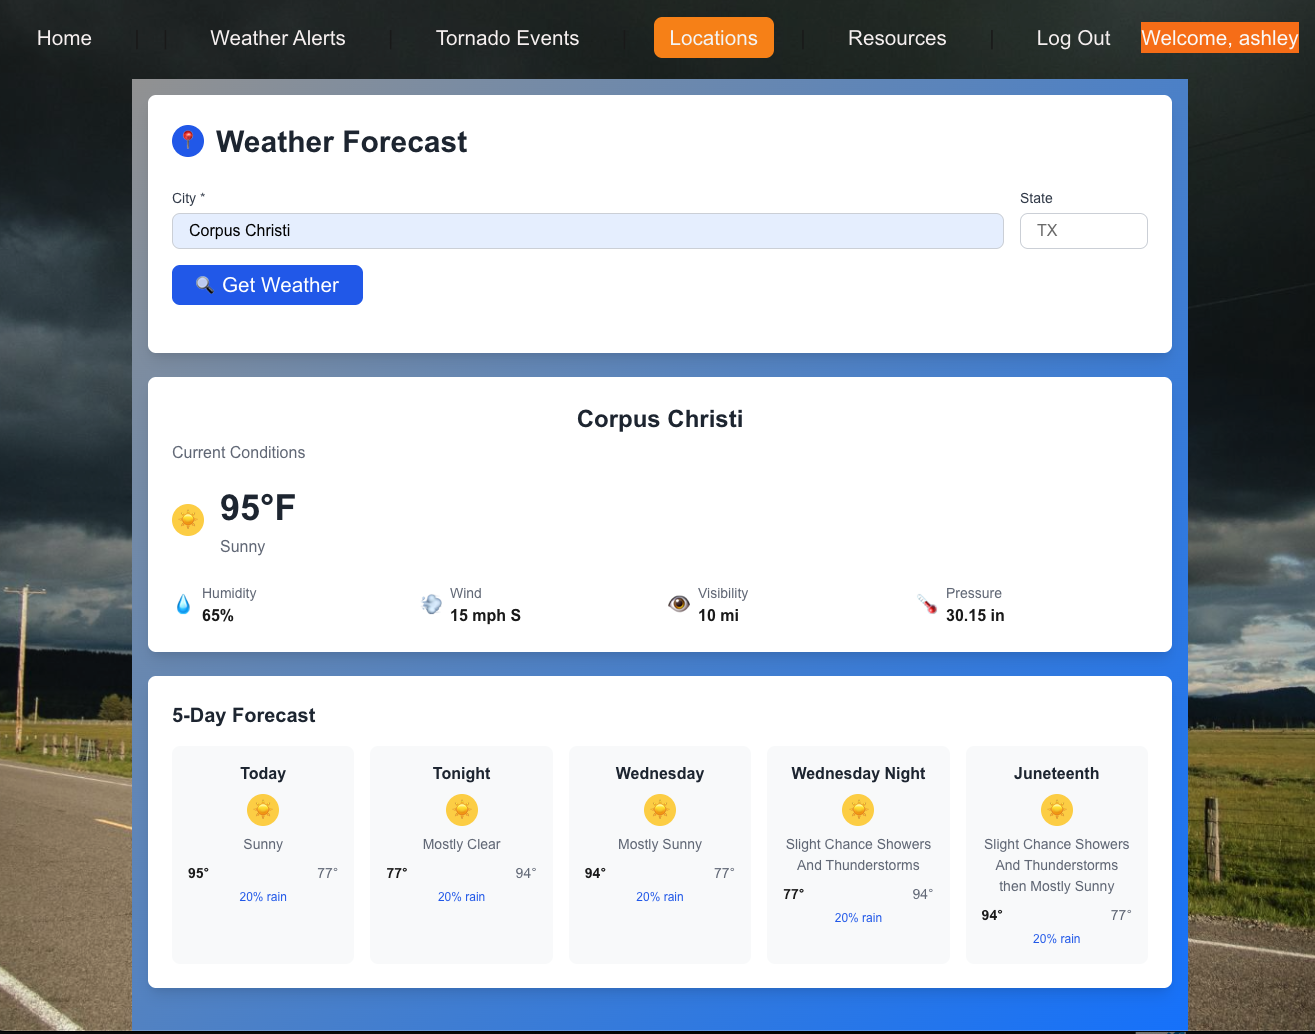 Home Weather Alerts Tornado Events Locations Resources Log Out Welcome, ashley
Weather Forecast
City * State
Corpus Christi TX
Get Weather
Corpus Christi
Current Conditions
95°F
Sunny
Humidity Wind Visibility Pressure
65% 15 mph S 10 mi 30.15 in
5-Day Forecast
Today
Sunny
95° 77°
20% rain
Tonight
Mostly Clear
77° 94°
20% rain
Wednesday
Mostly Sunny
94° 77°
20% rain
Wednesday Night
Slight Chance Showers
And Thunderstorms
77° 94°
20% rain
Juneteenth
Slight Chance Showers
And Thunderstorms
then Mostly Sunny
94° 77°
20% rain